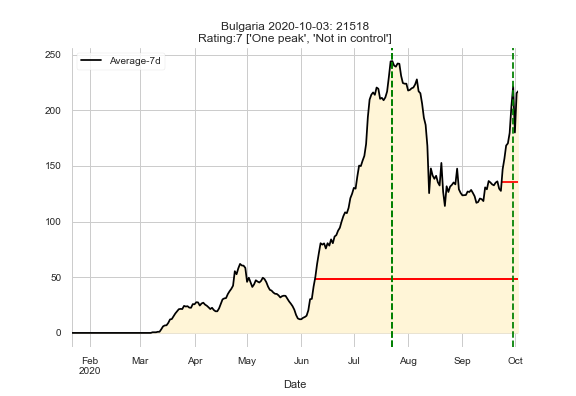 Bulgaria 2020-10-03: 21518
Rating:7 ['One peak', 'Not in control']
Average-7d
250
200
150
100
50
0
Feb Mar Apr May Jun Jul Aug Sep Oct
2020
Date